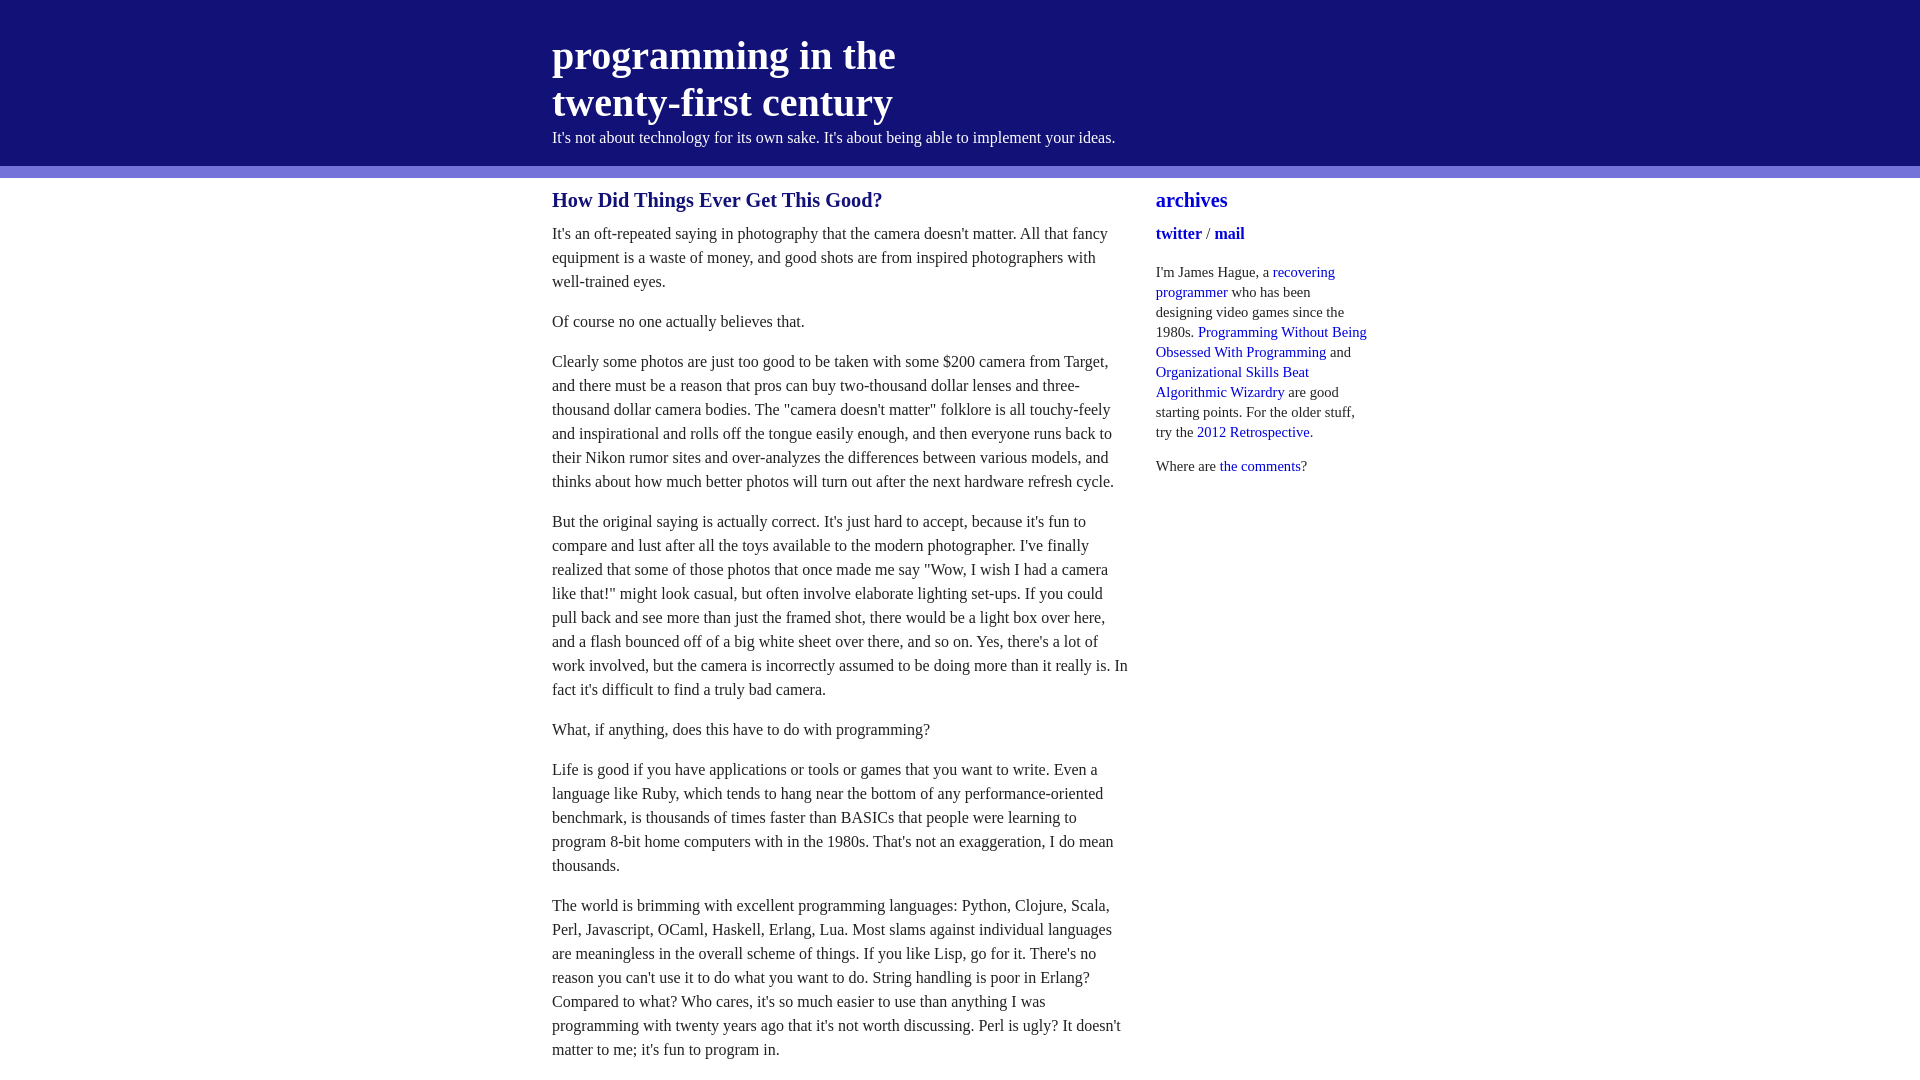 programming in the
twenty-first century
It's not about technology for its own sake. It's about being able to implement your ideas.
How Did Things Ever Get This Good?
It's an oft-repeated saying in photography that the camera doesn't matter. All that fancy
equipment is a waste of money, and good shots are from inspired photographers with
well-trained eyes.
Of course no one actually believes that.
Clearly some photos are just too good to be taken with some $200 camera from Target,
and there must be a reason that pros can buy two-thousand dollar lenses and three-
thousand dollar camera bodies. The "camera doesn't matter" folklore is all touchy-feely
and inspirational and rolls off the tongue easily enough, and then everyone runs back to
their Nikon rumor sites and over-analyzes the differences between various models, and
thinks about how much better photos will turn out after the next hardware refresh cycle.
But the original saying is actually correct. It's just hard to accept, because it's fun to
compare and lust after all the toys available to the modern photographer. I've finally
realized that some of those photos that once made me say "Wow, I wish I had a camera
like that!" might look casual, but often involve elaborate lighting set-ups. If you could
pull back and see more than just the framed shot, there would be a light box over here,
and a flash bounced off of a big white sheet over there, and so on. Yes, there's a lot of
work involved, but the camera is incorrectly assumed to be doing more than it really is. In
fact it's difficult to find a truly bad camera.
What, if anything, does this have to do with programming?
Life is good if you have applications or tools or games that you want to write. Even a
language like Ruby, which tends to hang near the bottom of any performance-oriented
benchmark, is thousands of times faster than BASICs that people were learning to
program 8-bit home computers with in the 1980s. That's not an exaggeration, I do mean
thousands.
The world is brimming with excellent programming languages: Python, Clojure, Scala,
Perl, Javascript, OCaml, Haskell, Erlang, Lua. Most slams against individual languages
are meaningless in the overall scheme of things. If you like Lisp, go for it. There's no
reason you can't use it to do what you want to do. String handling is poor in Erlang?
Compared to what? Who cares, it's so much easier to use than anything I was
programming with twenty years ago that it's not worth discussing. Perl is ugly? It doesn't
matter to me; it's fun to program in.
archives
twitter / mail
I'm James Hague, a recovering
programmer who has been
designing video games since the
1980s. Programming Without Being
Obsessed With Programming and
Organizational Skills Beat
Algorithmic Wizardry are good
starting points. For the older stuff,
try the 2012 Retrospective.
Where are the comments?